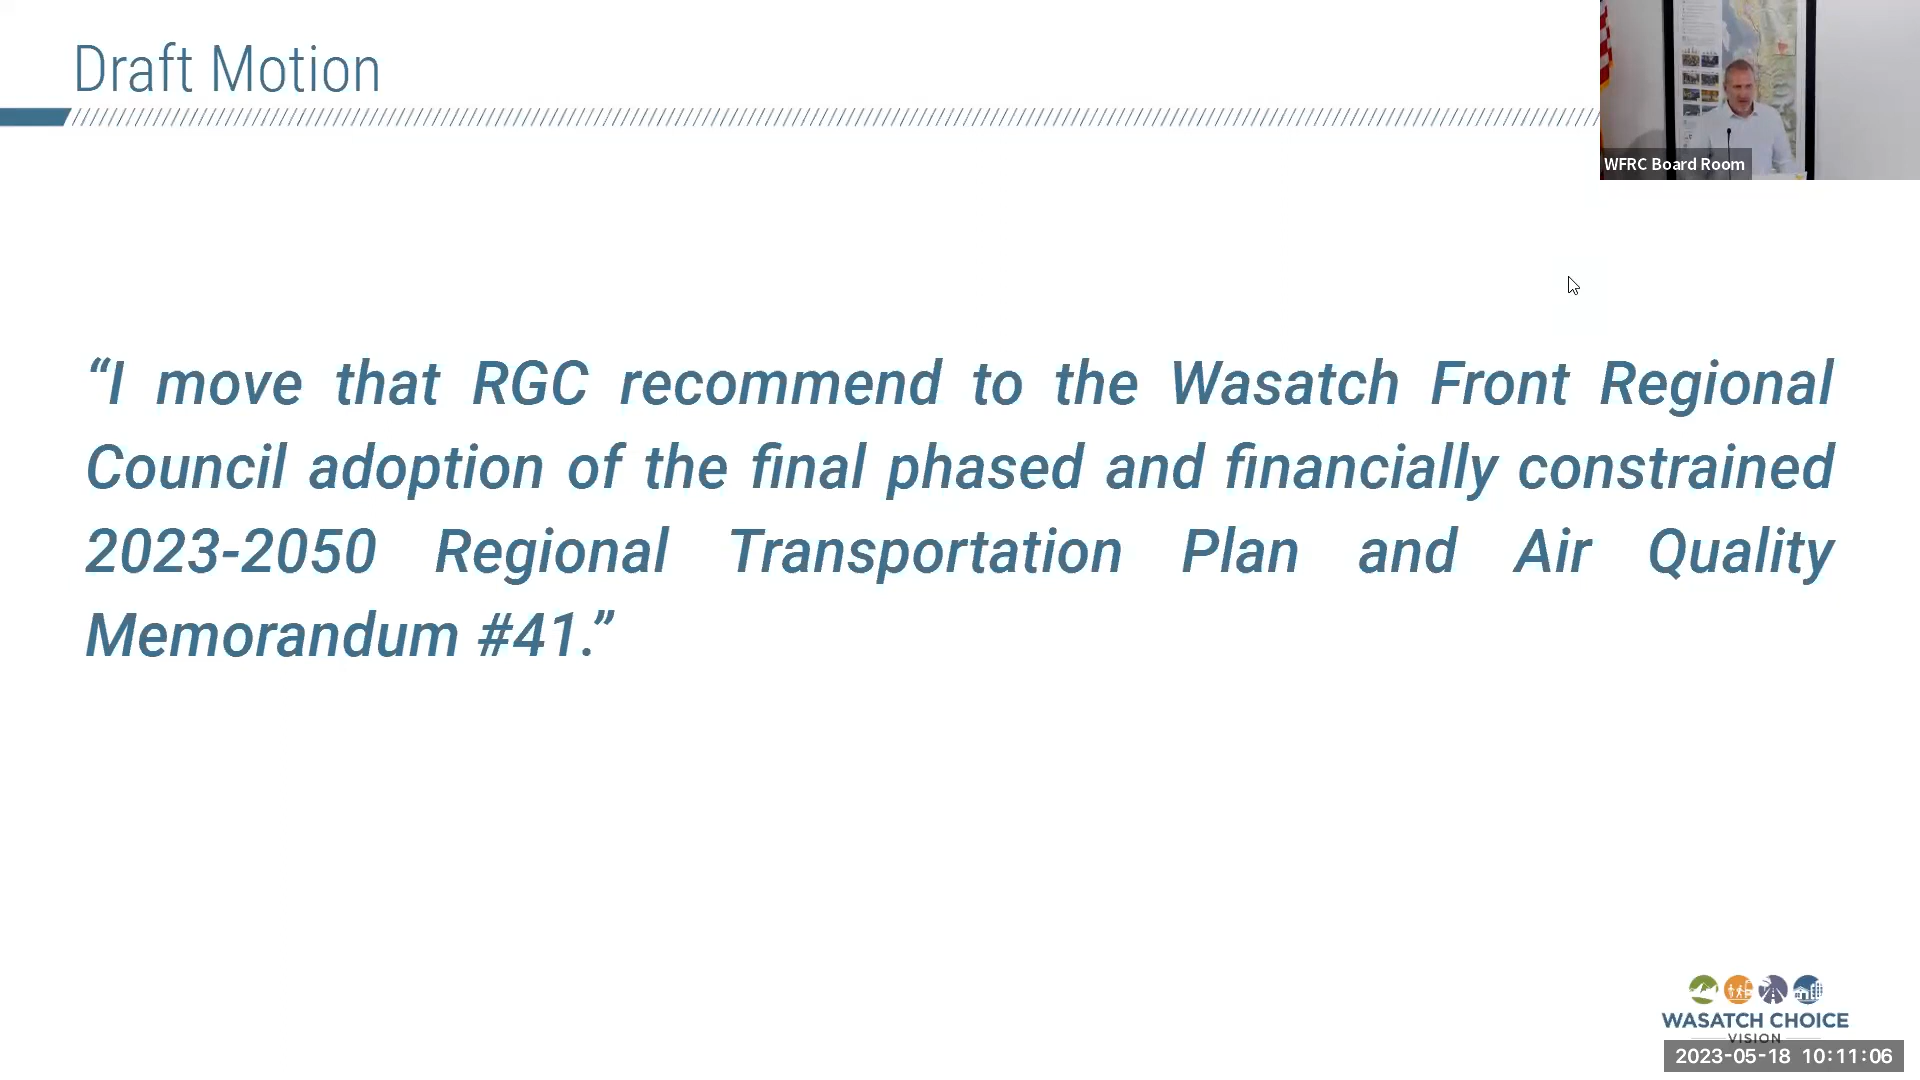 Draft Motion
WFRC Board Room
“I move that RGC recommend to the Wasatch Front Regional
Council adoption of the final phased and financially constrained
2023-2050 Regional Transportation Plan and Air Quality
Memorandum #41.”
WASATCH CHOICE
VISION
2023-05-18 10:11:06